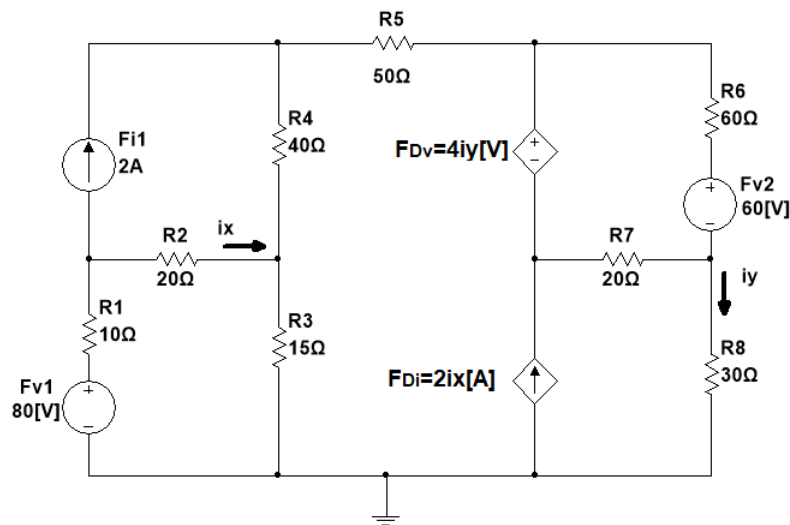 R5
50Ω
R6
60Ω
R4
40Ω
Fi1
2A
FDv=4iy[V]
Fv2
60[V]
R2
ix
20Ω
R7
20Ω
iy
R1
10Ω
R3
15Ω
R8
30Ω
FDi=2ix[A]
Fv1
80[V]